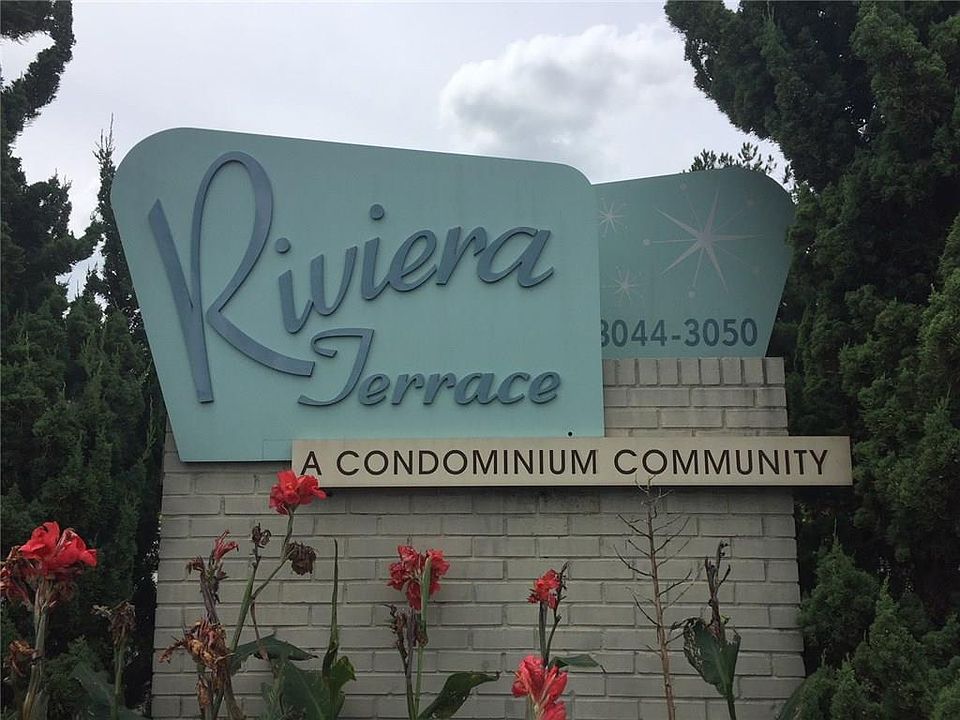 Riviera
Terrace
3044-3050
A CONDOMINIUM COMMUNITY